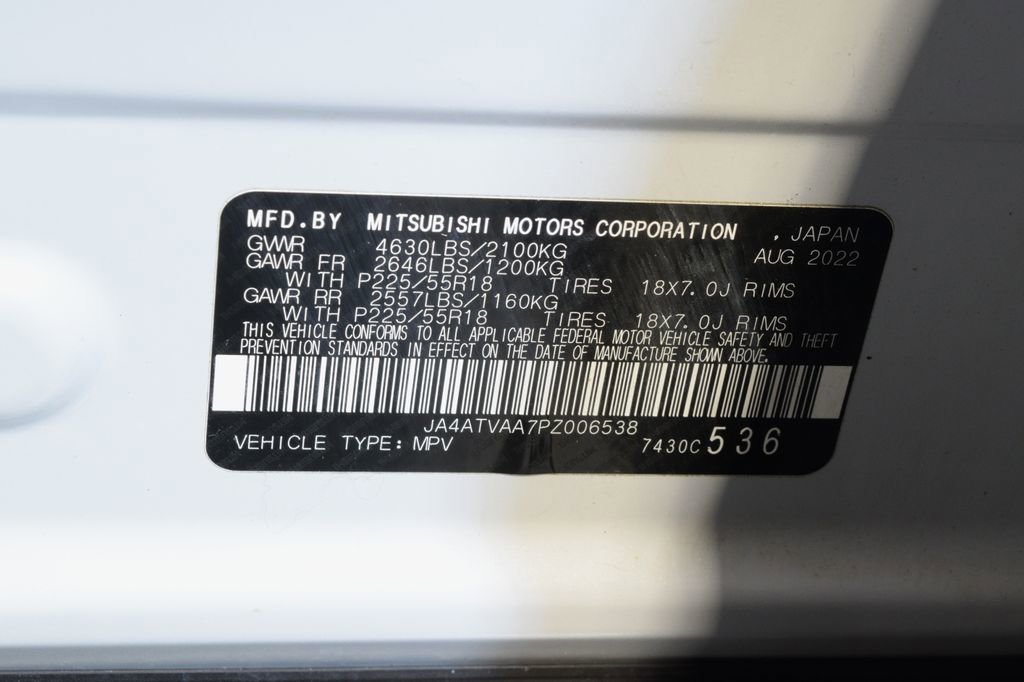 MFD.BY MITSUBISHI MOTORS CORPORATION , JAPAN
GVWR 4630LBS/2100KG AUG 2022
GAWR FR 2646LBS/1200KG
WITH P225/55R18 TIRES 18X7.0J RIMS
GAWR RR 2557LBS/1160KG
WITH P225/55R18 TIRES 18X7.0J RIMS
THIS VEHICLE CONFORMS TO ALL APPLICABLE FEDERAL MOTOR VEHICLE SAFETY AND THEFT
PREVENTION STANDARDS IN EFFECT ON THE DATE OF MANUFACTURE SHOWN ABOVE.
JA4ATVAA7PZ006538
VEHICLE TYPE: MPV 7430C 536